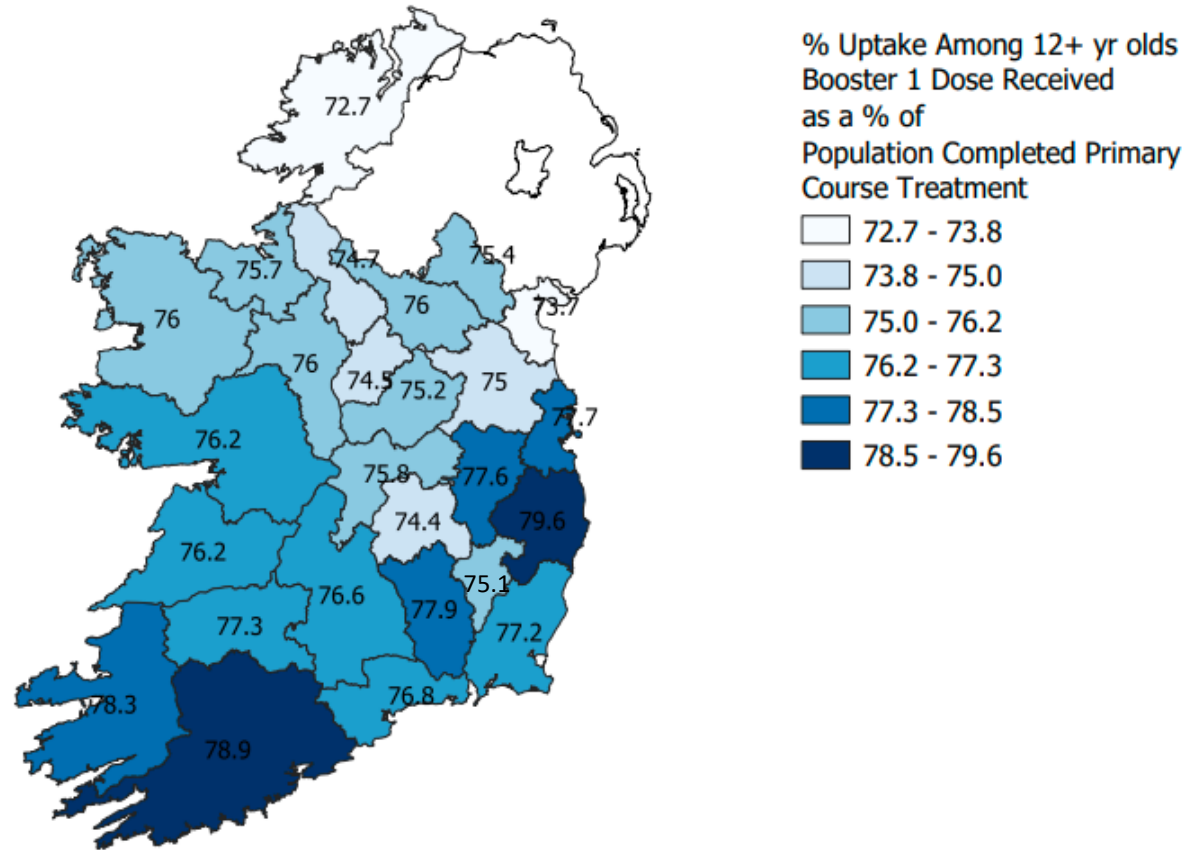 % Uptake Among 12+ yr olds
Booster 1 Dose Received
as a % of
Population Completed Primary
Course Treatment
72.7 - 73.8
73.8 - 75.0
75.0 - 76.2
76.2 - 77.3
77.3 - 78.5
78.5 - 79.6
72.7
74.7
75.4
75.7
76
73.7
76
76
74.5
75.2
75
77.7
76.2
75.8
77.6
74.4
79.6
76.2
76.6
77.9
75.1
77.3
77.2
76.8
78.3
78.9